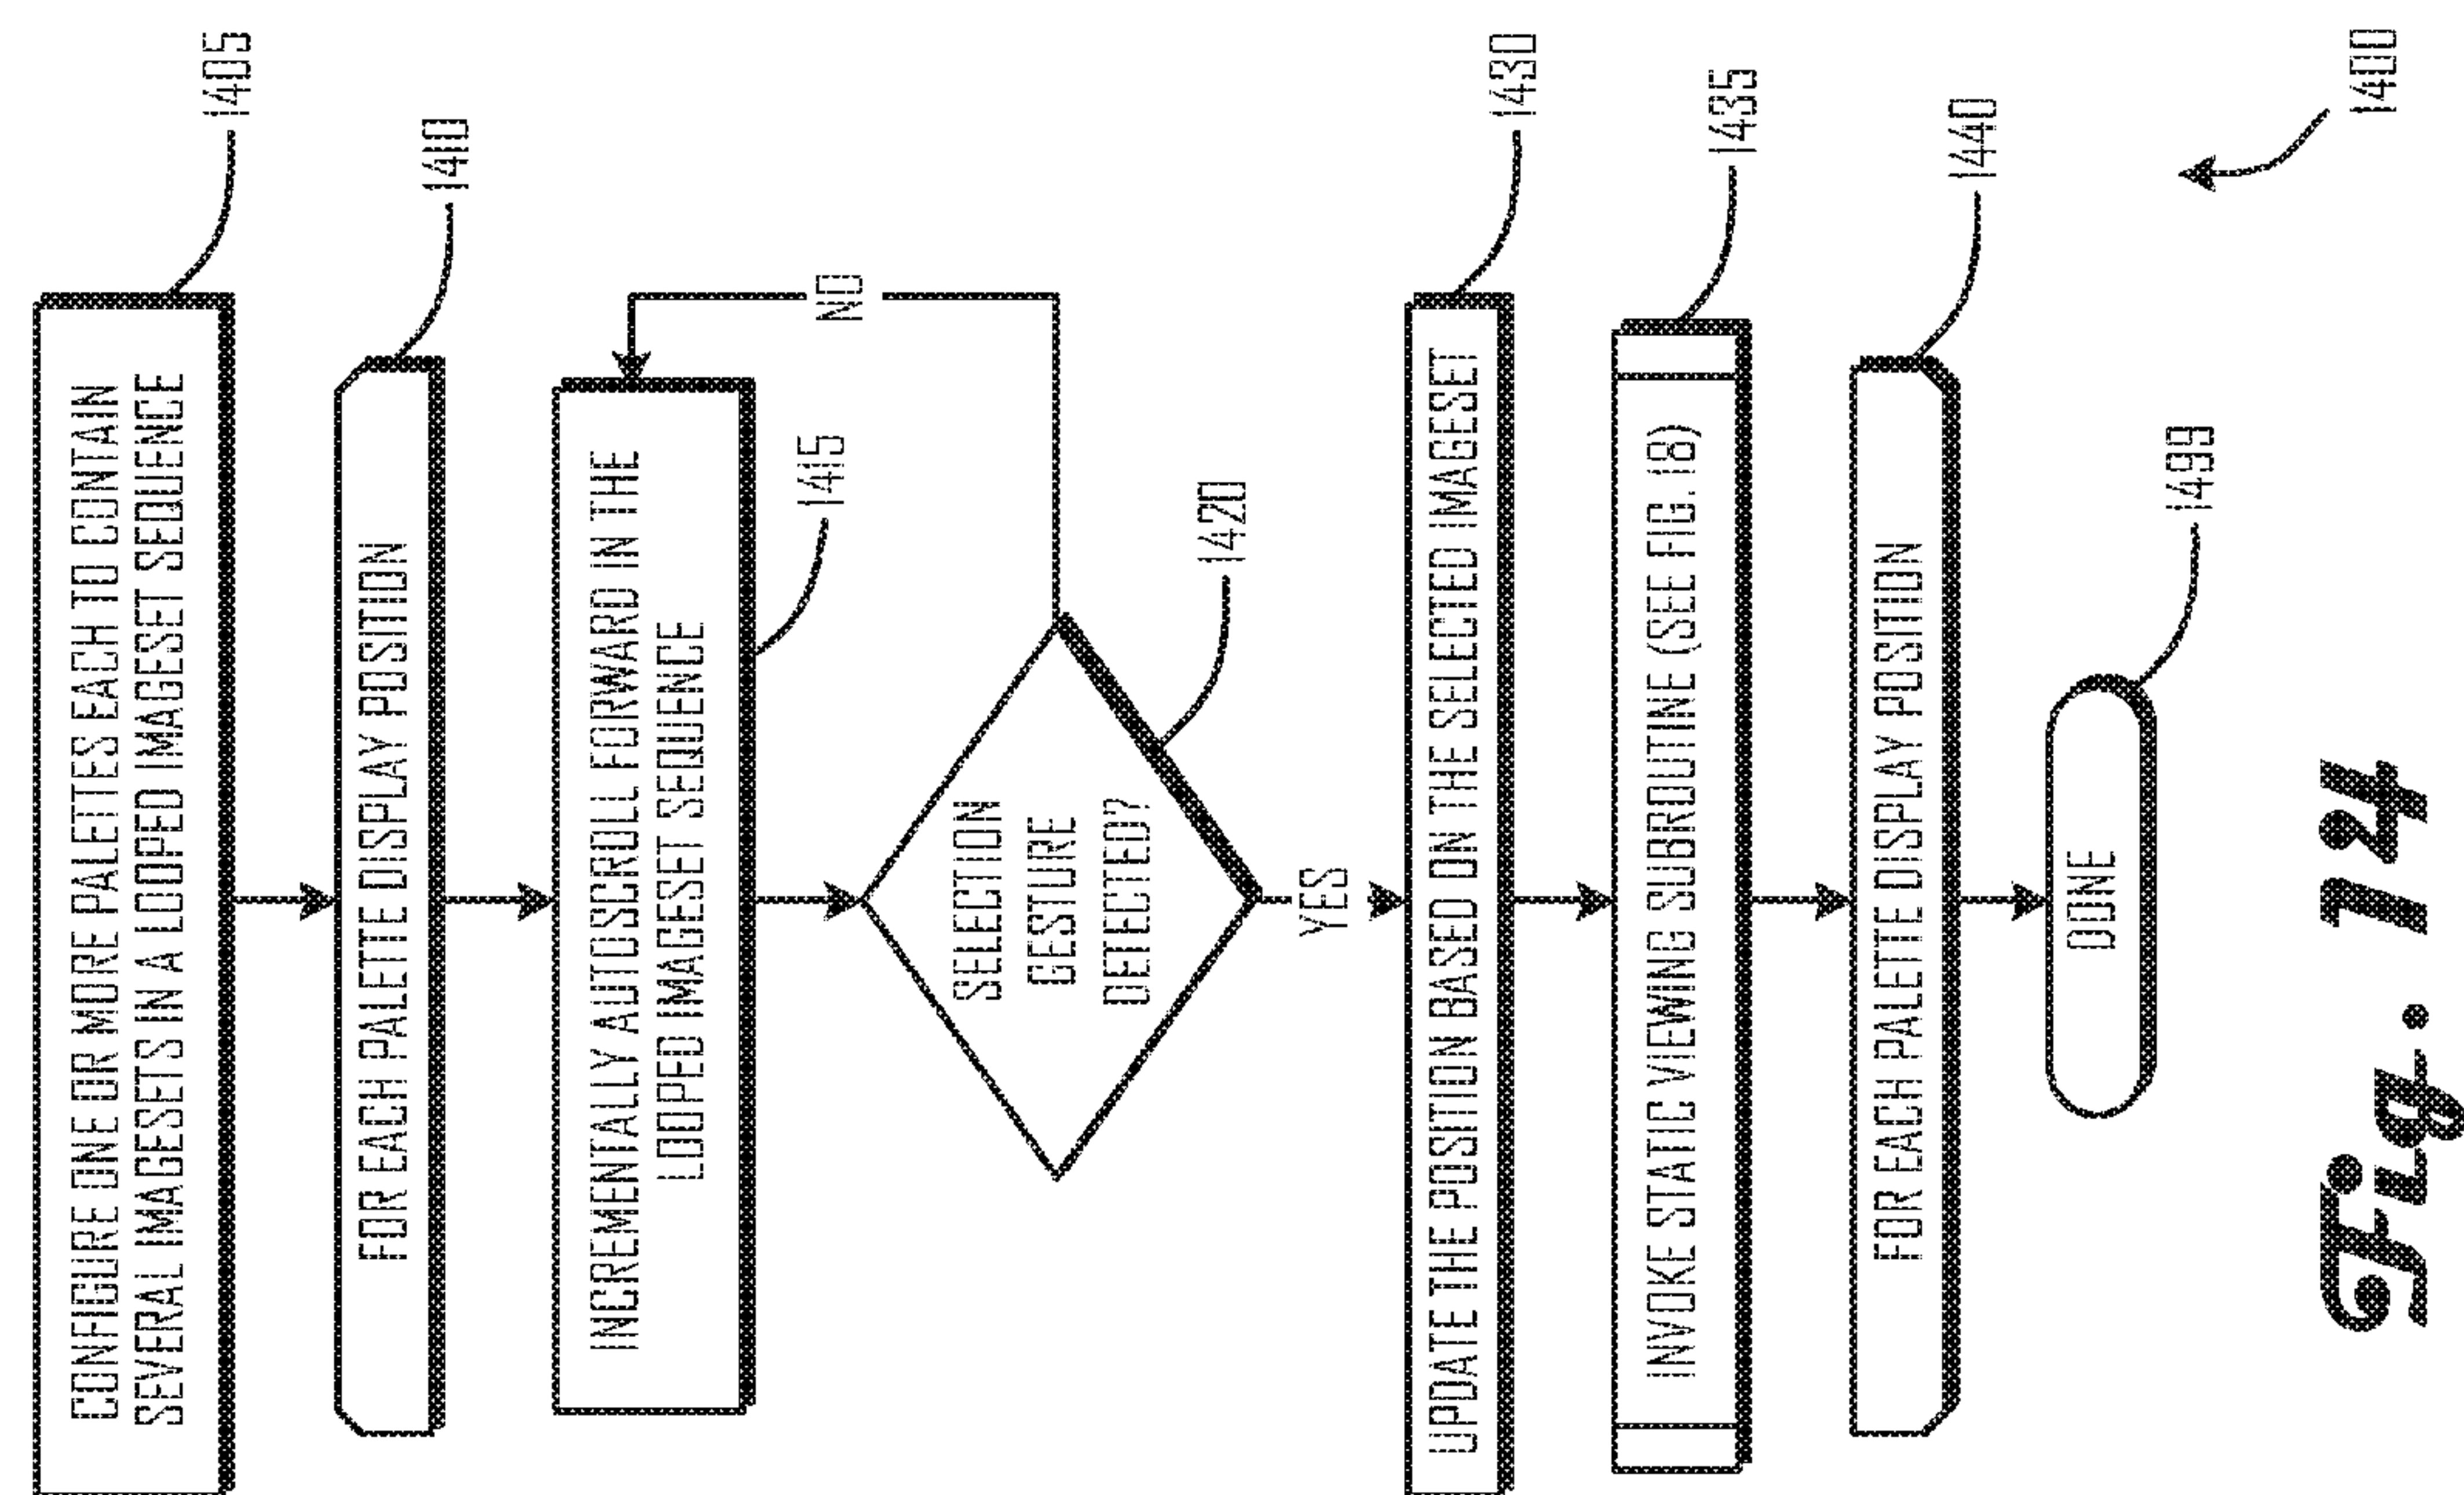 CONFIGURE ONE OR MORE PALETTES EACH TO CONTAIN
SEVERAL IMAGESETS IN A LOOPED IMAGESET SEQUENCE
1405
FOR EACH PALETTE DISPLAY POSITION
1410
INCREMENTALLY AUTOSCROLL FORWARD IN THE
LOOPED IMAGESET SEQUENCE
1415
NO
SELECTION
GESTURE
DETECTED?
1420
YES
UPDATE THE POSITION BASED ON THE SELECTED IMAGESET
1430
INVOKE STATIC VIEWING SUBROUTINE (SEE FIG. 18)
1435
FOR EACH PALETTE DISPLAY POSITION
1440
DONE
1499
1400
Fig. 14